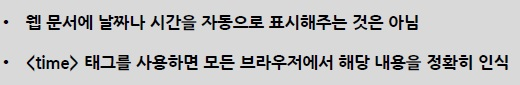 • 웹 문서에 날짜나 시간을 자동으로 표시해주는 것은 아님
• <time> 태그를 사용하면 모든 브라우저에서 해당 내용을 정확히 인식